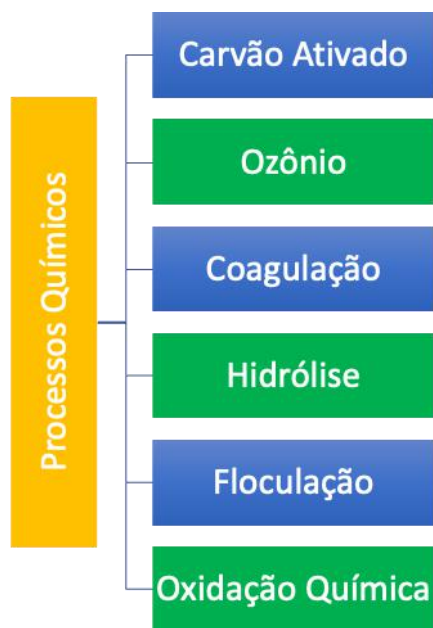 Processos Químicos
Carvão Ativado
Ozônio
Coagulação
Hidrólise
Floculação
Oxidação Química